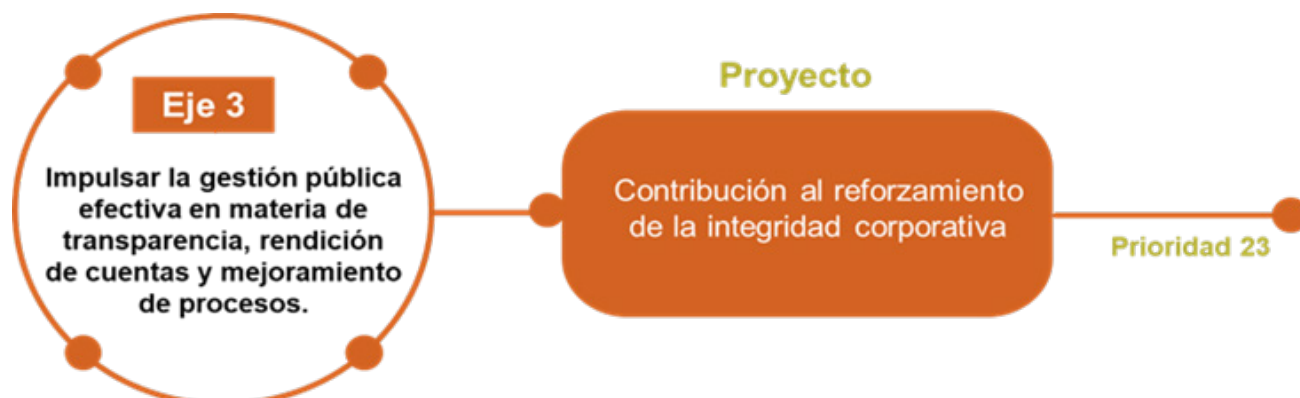 Eje 3
Impulsar la gestión pública
efectiva en materia de
transparencia, rendición
de cuentas y mejoramiento
de procesos.
Proyecto
Contribución al reforzamiento
de la integridad corporativa
Prioridad 23